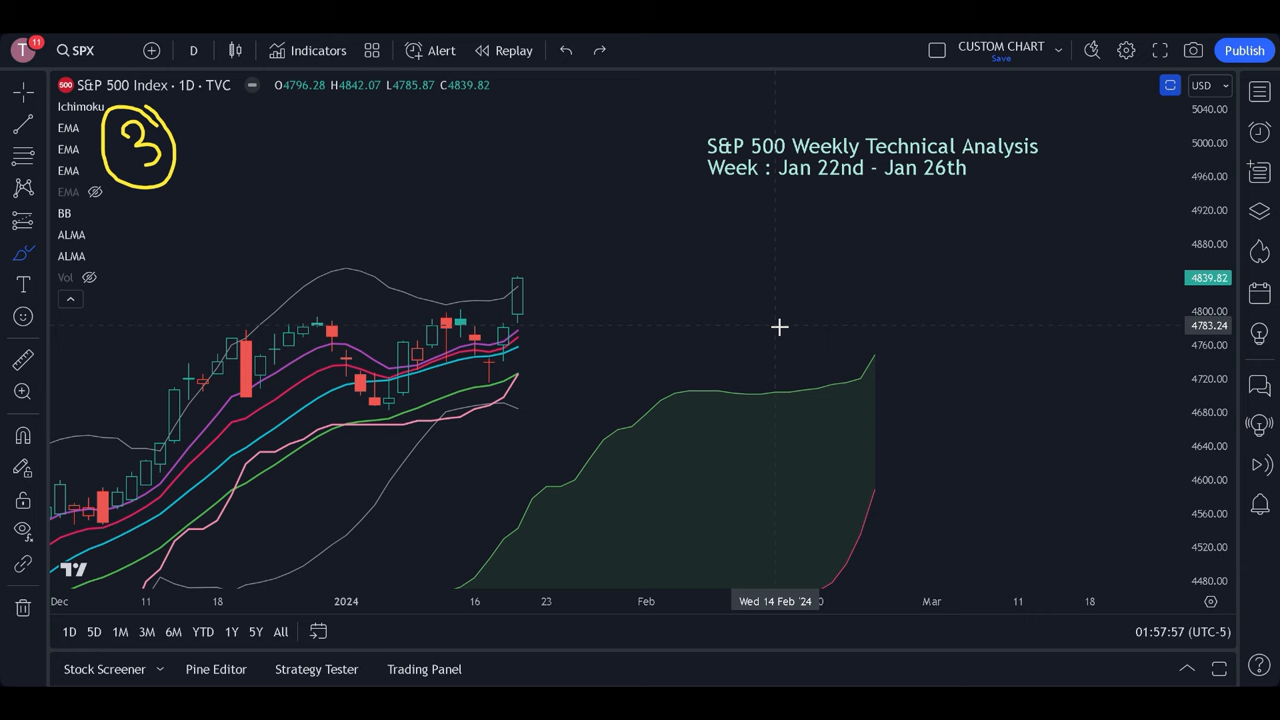 T 11 SPX D Indicators Alert Replay CUSTOM CHART Save Publish
500 S&P 500 Index · 1D · TVC O4796.28 H4842.07 L4785.87 C4839.82 USD
Ichimoku
EMA
3
EMA
EMA
EMA
BB
ALMA
ALMA
Vol
S&P 500 Weekly Technical Analysis
Week : Jan 22nd - Jan 26th
5040.00
5000.00
4960.00
4920.00
4880.00
4839.82
4800.00
4783.24
4760.00
4720.00
4680.00
4640.00
4600.00
4560.00
4520.00
4480.00
Dec 11 18 2024 16 23 Feb Wed 14 Feb '24 Mar 11 18
1D 5D 1M 3M 6M YTD 1Y 5Y All 01:57:57 (UTC-5)
Stock Screener Pine Editor Strategy Tester Trading Panel